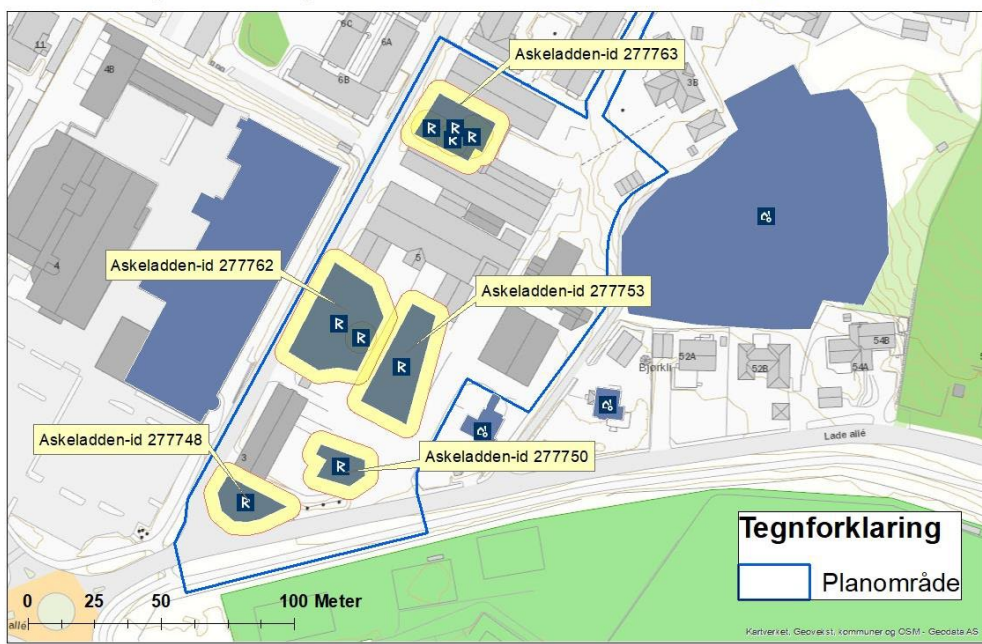 11
6C
6A
4B
6B
3B
4
5
3
Askeladden-id 277763
Askeladden-id 277762
Askeladden-id 277753
Askeladden-id 277748
Askeladden-id 277750
R
R
K
R
R
R
R
R
R
Bjørkli
52A
52B
54A
54B
Lade allé
allé
Tegnforklaring
Planområde
0 25 50 100 Meter
Kartverket, Geovekst, kommuner og OSM - Geodata AS